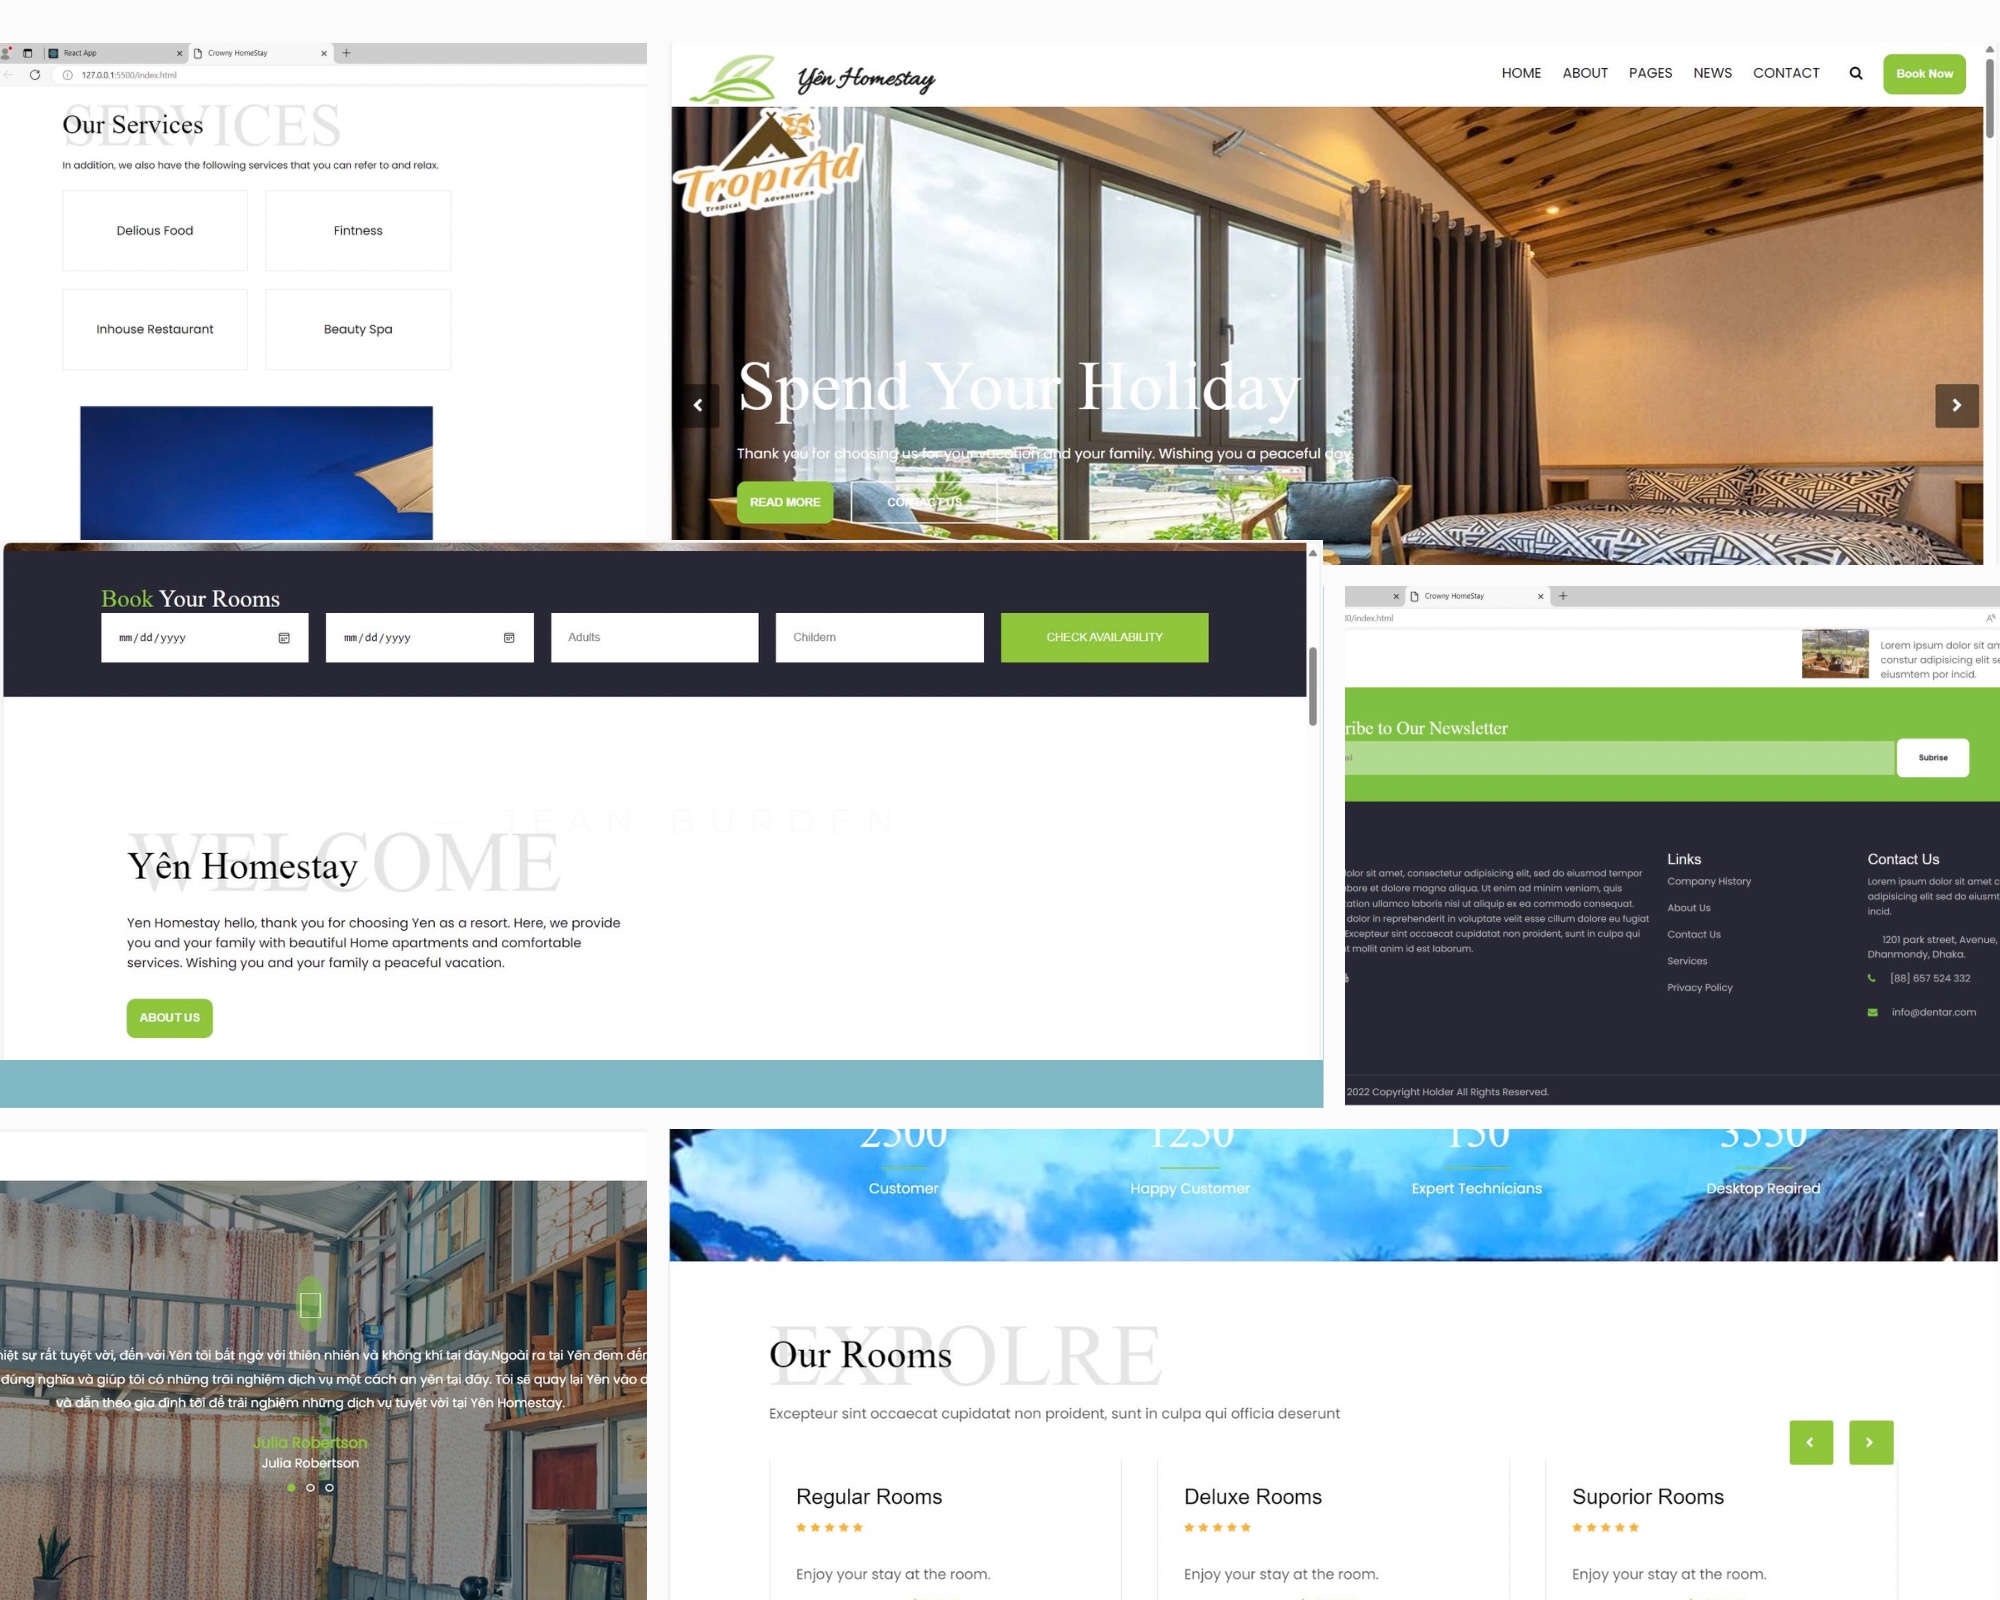 React App
Crowny HomeStay
127.0.0.1:5500/index.html
SERVICES
Our Services
In addition, we also have the following services that you can refer to and relax.
Delious Food
Fintness
Inhouse Restaurant
Beauty Spa
Yên Homestay
HOME
ABOUT
PAGES
NEWS
CONTACT
Book Now
TropiAd
Tropical Adventures
Spend Your Holiday
Thank you for choosing us for your vacation and your family. Wishing you a peaceful day.
READ MORE
CONTACT US
Book Your Rooms
mm/dd/yyyy
mm/dd/yyyy
Adults
Childern
CHECK AVAILABILITY
— JEAN BURDEN
WELCOME
Yên Homestay
Yen Homestay hello, thank you for choosing Yen as a resort. Here, we provide
you and your family with beautiful Home apartments and comfortable
services. Wishing you and your family a peaceful vacation.
ABOUT US
Crowny HomeStay
/index.html
Lorem ipsum dolor sit am
constur adipisicing elit se
eiusmtem por incid.
ribe to Our Newsletter
Subrise
olor sit amet, consectetur adipisicing elit, sed do eiusmod tempor
bore et dolore magna aliqua. Ut enim ad minim veniam, quis
tation ullamco laboris nisi ut aliquip ex ea commodo consequat.
dolor in reprehenderit in voluptate velit esse cillum dolore eu fugiat
Excepteur sint occaecat cupidatat non proident, sunt in culpa qui
t mollit anim id est laborum.
Links
Company History
About Us
Contact Us
Services
Privacy Policy
Contact Us
Lorem ipsum dolor sit amet c
adipisicing elit sed do eiusmt
incid.
1201 park street, Avenue,
Dhanmondy, Dhaka.
[88] 657 524 332
info@dentar.com
2022 Copyright Holder All Rights Reserved.
iệt sự rất tuyệt vời, đến với Yên tôi bất ngờ với thiên nhiên và không khí tại đây.Ngoài ra tại Yên đem đến
đúng nghĩa và giúp tôi có những trãi nghiệm dịch vụ một cách an yên tại đây. Tôi sẽ quay lại Yên vào
và dẫn theo gia đình tôi để trải nghiệm những dịch vụ tuyệt vời tại Yên Homestay.
Julia Robertson
Julia Robertson
2500
1250
150
3550
Customer
Happy Customer
Expert Technicians
Desktop Reaired
EXPOLRE
Our Rooms
Excepteur sint occaecat cupidatat non proident, sunt in culpa qui officia deserunt
Regular Rooms
Deluxe Rooms
Suporior Rooms
Enjoy your stay at the room.
Enjoy your stay at the room.
Enjoy your stay at the room.